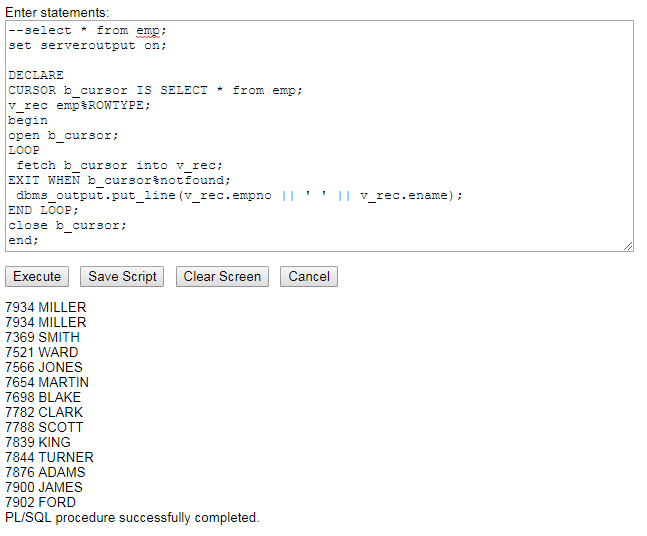 Enter statements:
--select * from emp;
set serveroutput on;
DECLARE
CURSOR b_cursor IS SELECT * from emp;
v_rec emp%ROWTYPE;
begin
open b_cursor;
LOOP
fetch b_cursor into v_rec;
EXIT WHEN b_cursor%notfound;
dbms_output.put_line(v_rec.empno || ' ' || v_rec.ename);
END LOOP;
close b_cursor;
end;
Execute Save Script Clear Screen Cancel
7934 MILLER
7934 MILLER
7369 SMITH
7521 WARD
7566 JONES
7654 MARTIN
7698 BLAKE
7782 CLARK
7788 SCOTT
7839 KING
7844 TURNER
7876 ADAMS
7900 JAMES
7902 FORD
PL/SQL procedure successfully completed.